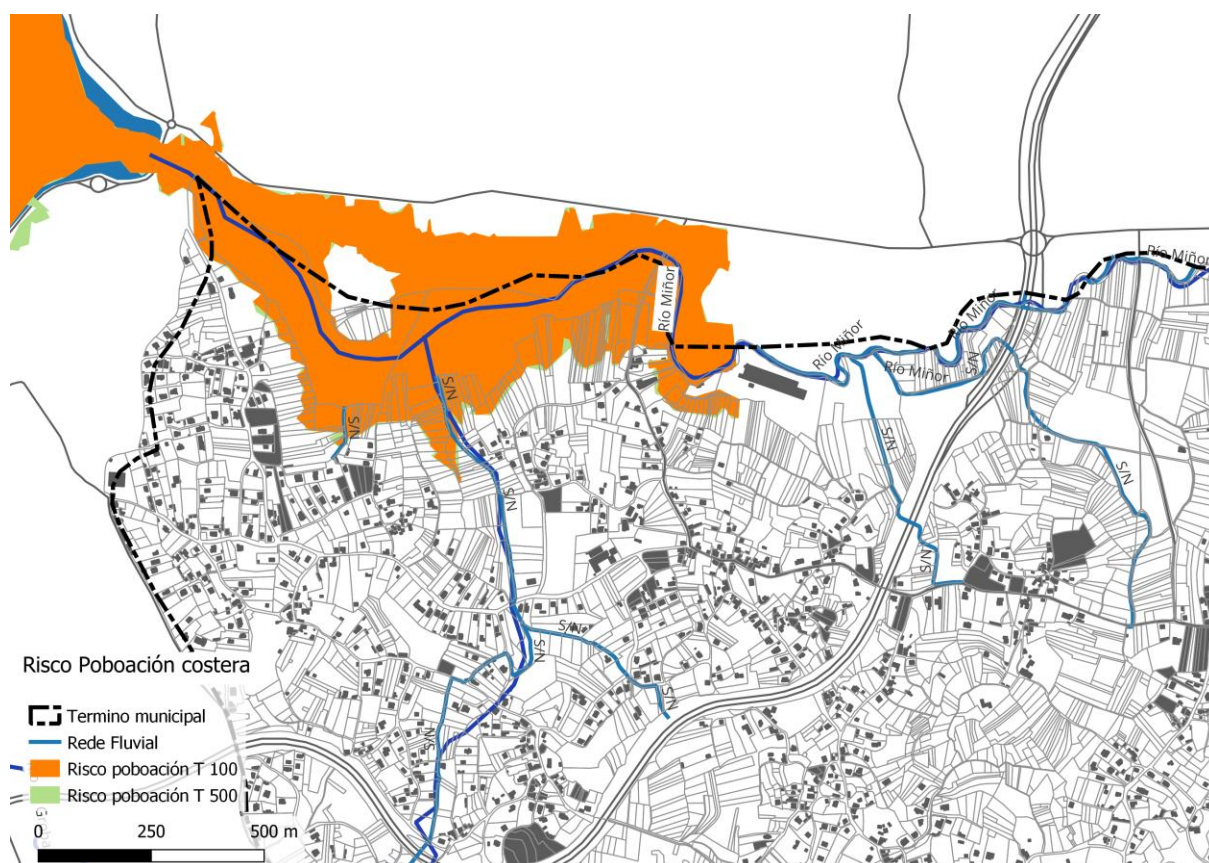 Río Miñor
Río Miñor
Río Miñor
Río Miñor
Río Miñor
S/N
S/N
S/N
S/N
S/N
S/N
S/N
S/N
S/N
S/N
S/N
Risco Poboación costera
Termino municipal
Rede Fluvial
Risco poboación T 100
Risco poboación T 500
0 250 500 m